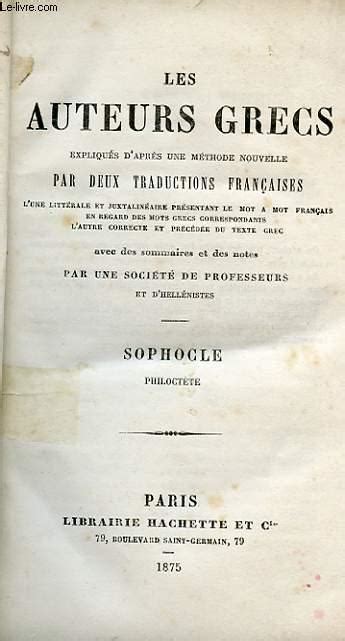 Le-livre.com
LES
AUTEURS GRECS
EXPLIQUÉS D'APRÈS UNE MÉTHODE NOUVELLE
PAR DEUX TRADUCTIONS FRANÇAISES
L'UNE LITTÉRALE ET JUXTALINÉAIRE PRÉSENTANT LE MOT A MOT FRANÇAIS
EN REGARD DES MOTS GRECS CORRESPONDANTS
L'AUTRE CORRECTE ET PRÉCÉDÉE DU TEXTE GREC
avec des sommaires et des notes
PAR UNE SOCIÉTÉ DE PROFESSEURS
ET D'HELLÉNISTES
SOPHOCLE
PHILOCTÈTE
PARIS
LIBRAIRIE HACHETTE ET Cie
79, BOULEVARD SAINT-GERMAIN, 79
1875